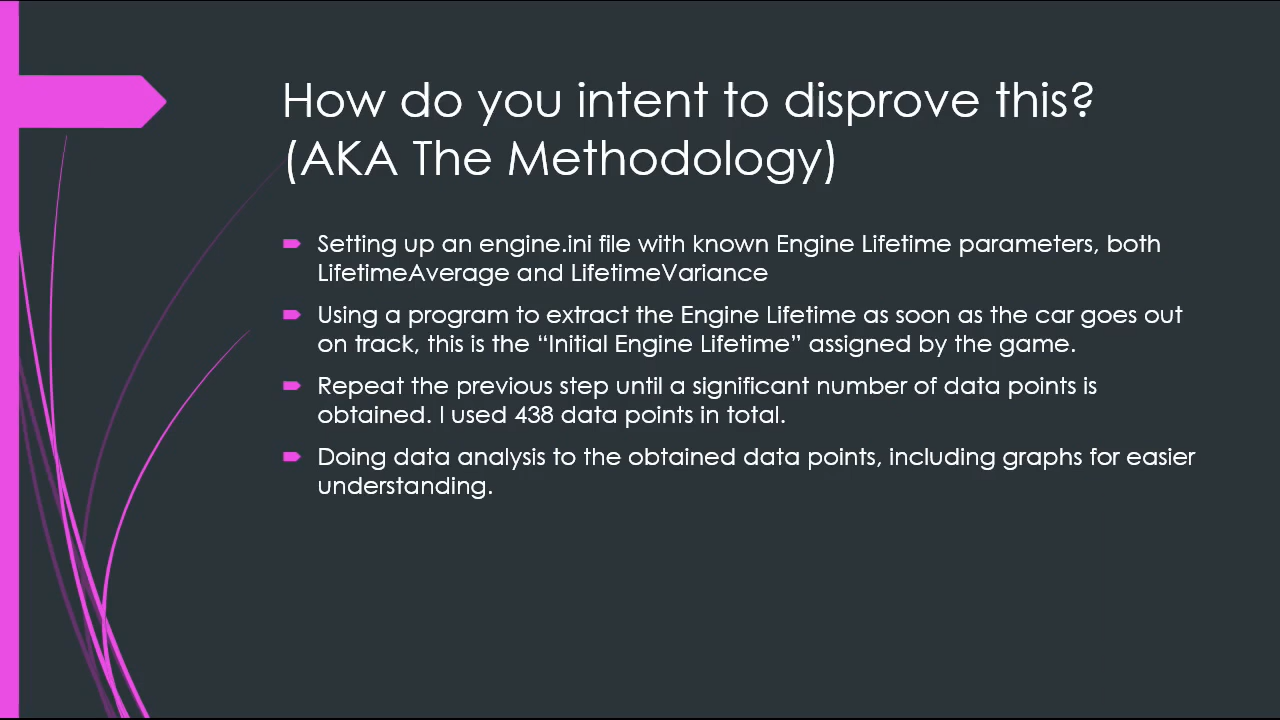 How do you intent to disprove this?
(AKA The Methodology)
Setting up an engine.ini file with known Engine Lifetime parameters, both
LifetimeAverage and LifetimeVariance
Using a program to extract the Engine Lifetime as soon as the car goes out
on track, this is the “Initial Engine Lifetime” assigned by the game.
Repeat the previous step until a significant number of data points is
obtained. I used 438 data points in total.
Doing data analysis to the obtained data points, including graphs for easier
understanding.